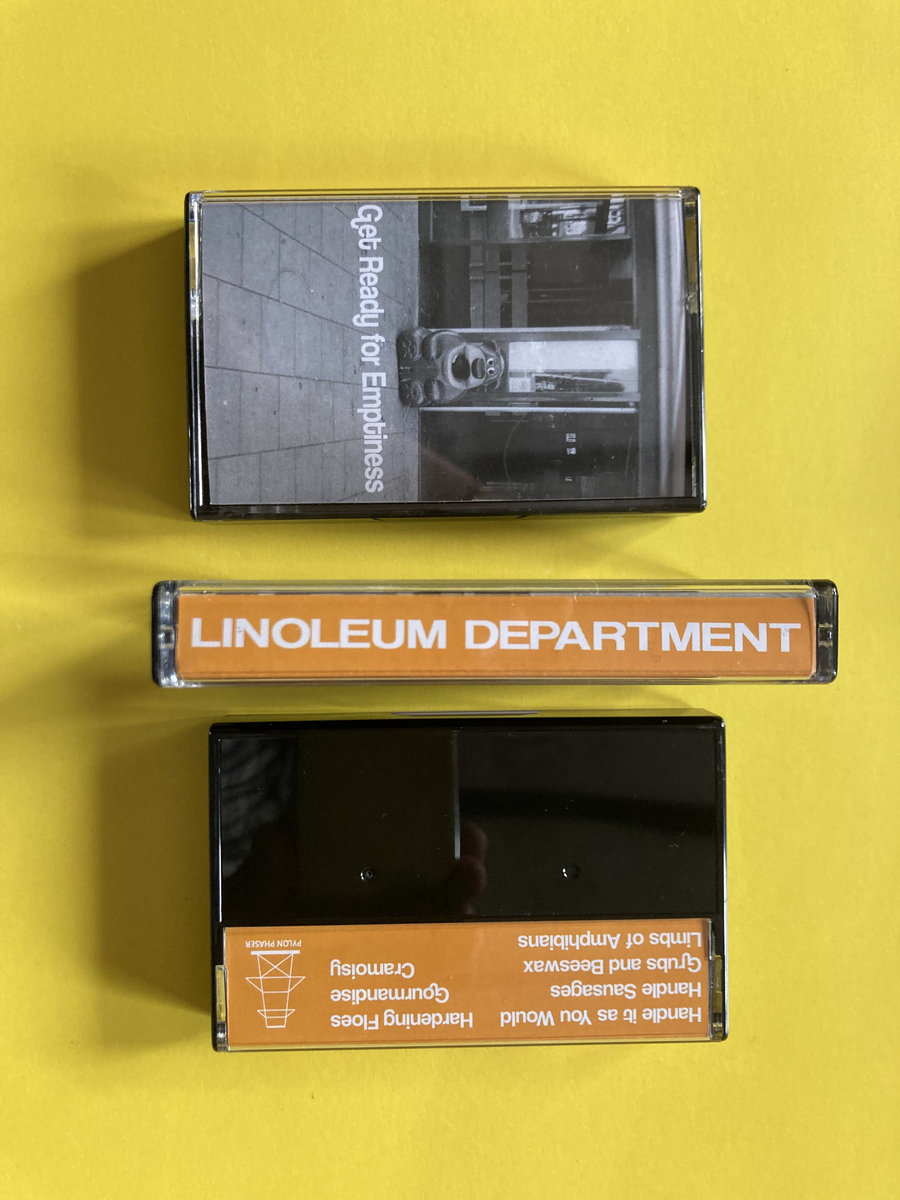 Get Ready for Emptiness
LINOLEUM DEPARTMENT
Handle it as You Would
Handle Sausages
Grubs and Beeswax
Limbs of Amphibians
Hardening Floes
Gourmandise
Cramoisy
PYLON PHASER